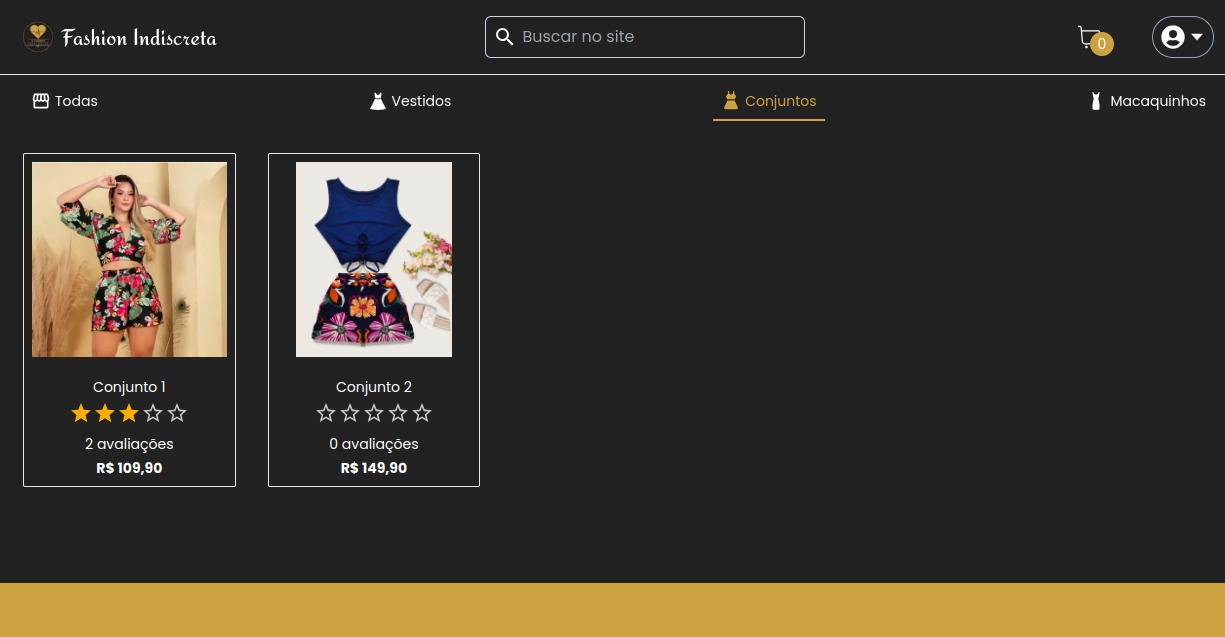 Fashion Indiscreta
Buscar no site
0
Todas
Vestidos
Conjuntos
Macaquinhos
Conjunto 1
2 avaliações
R$ 109,90
Conjunto 2
0 avaliações
R$ 149,90